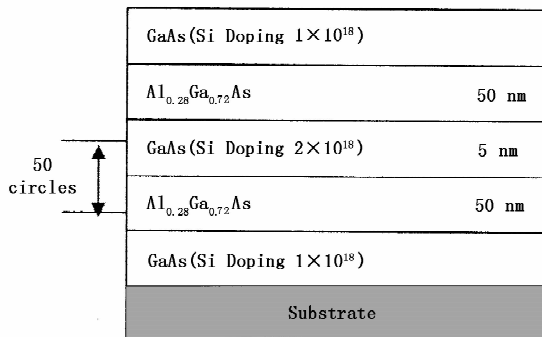 GaAs(Si Doping 1×10¹⁸)
Al₀.₂₈Ga₀.₇₂As 50 nm
50 circles
GaAs(Si Doping 2×10¹⁸) 5 nm
Al₀.₂₈Ga₀.₇₂As 50 nm
GaAs(Si Doping 1×10¹⁸)
Substrate